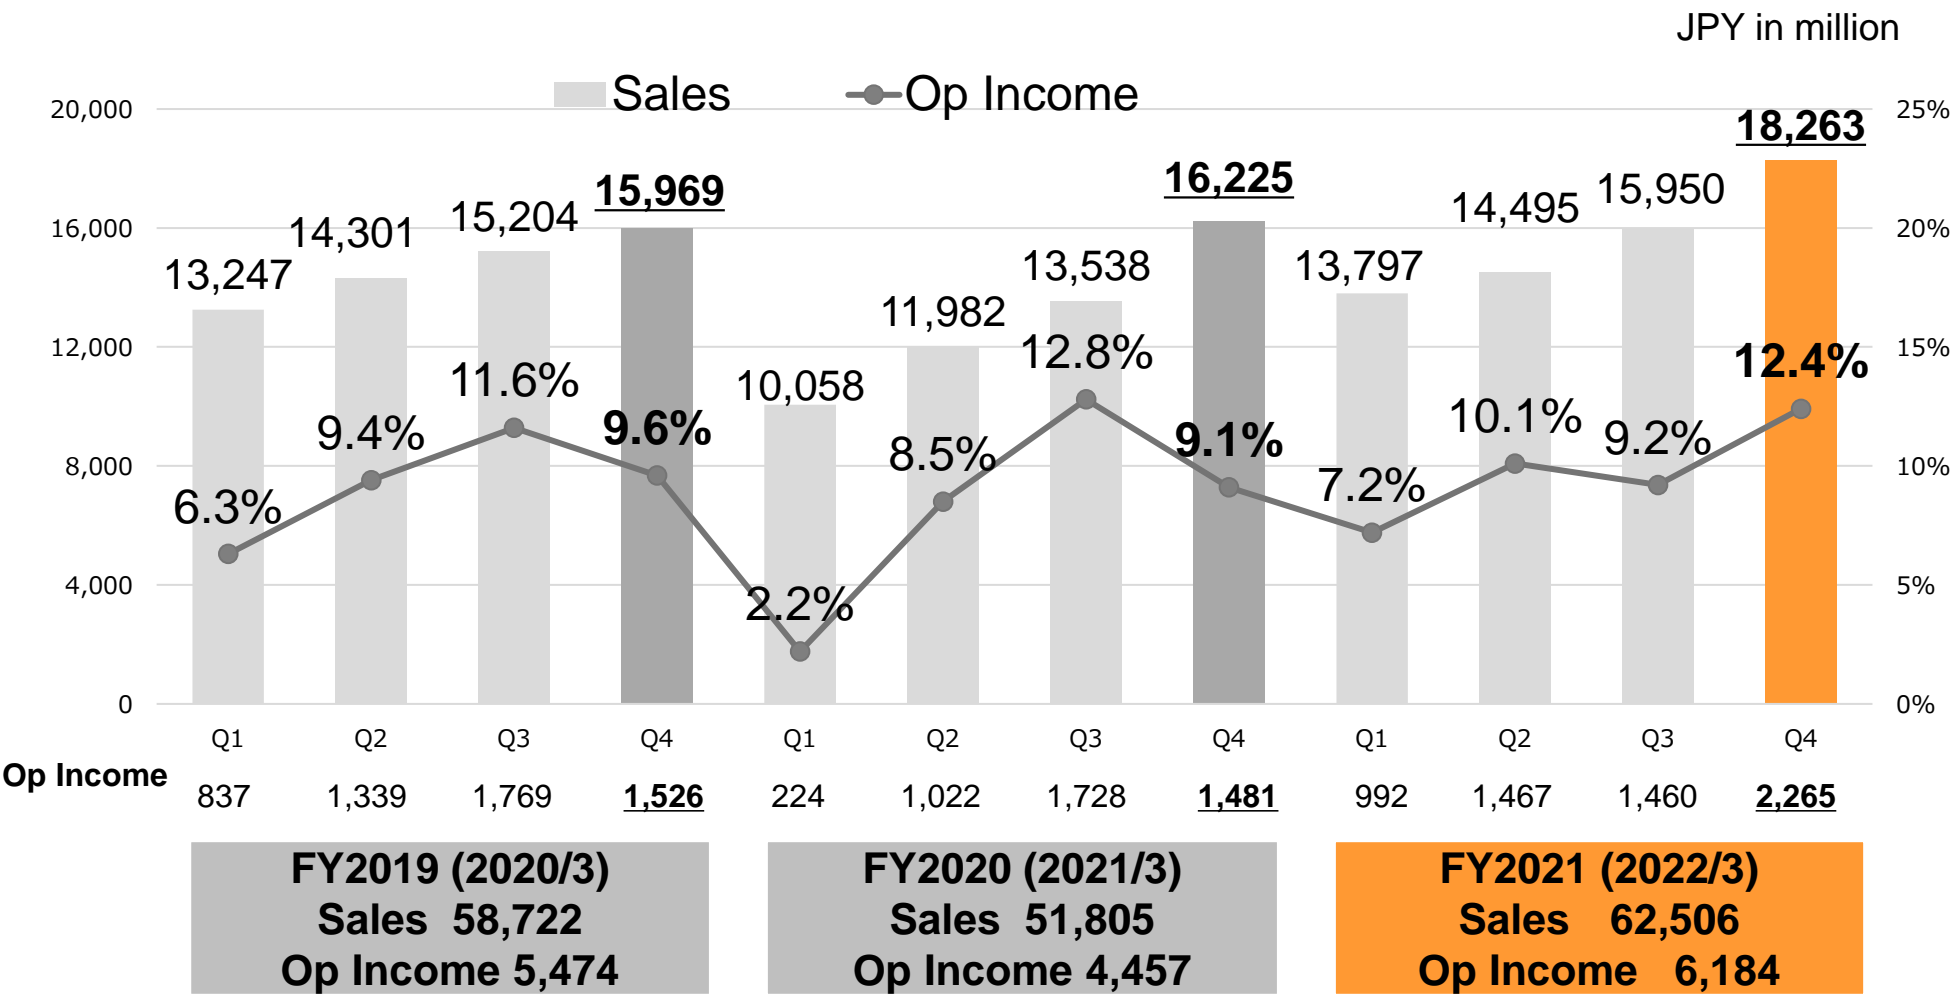 JPY in million
Sales Op Income
20,000 25%
16,000 20%
12,000 15%
8,000 10%
4,000 5%
0 0%
13,247 14,301 15,204 15,969 10,058 11,982 13,538 16,225 13,797 14,495 15,950 18,263
6.3% 9.4% 11.6% 9.6% 2.2% 8.5% 12.8% 9.1% 7.2% 10.1% 9.2% 12.4%
Q1 Q2 Q3 Q4 Q1 Q2 Q3 Q4 Q1 Q2 Q3 Q4
Op Income 837 1,339 1,769 1,526 224 1,022 1,728 1,481 992 1,467 1,460 2,265
FY2019 (2020/3)
Sales 58,722
Op Income 5,474
FY2020 (2021/3)
Sales 51,805
Op Income 4,457
FY2021 (2022/3)
Sales 62,506
Op Income 6,184